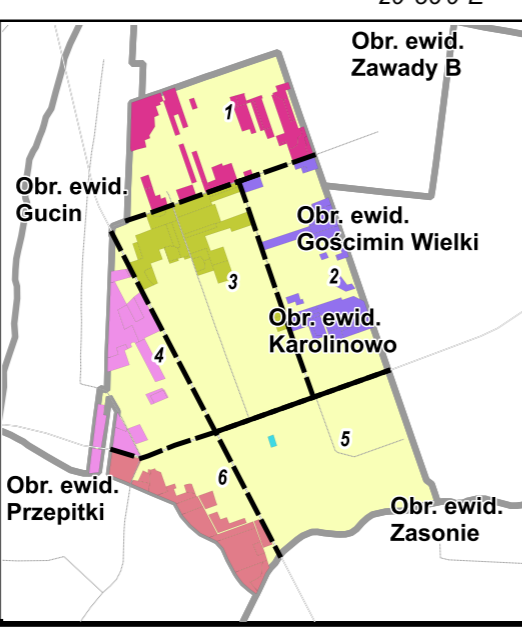 Obr. ewid.
Zawady B
1
Obr. ewid.
Gucin
Obr. ewid.
Gościmin Wielki
2
3
Obr. ewid.
Karolinowo
4
5
6
Obr. ewid.
Przepitki
Obr. ewid.
Zasonie